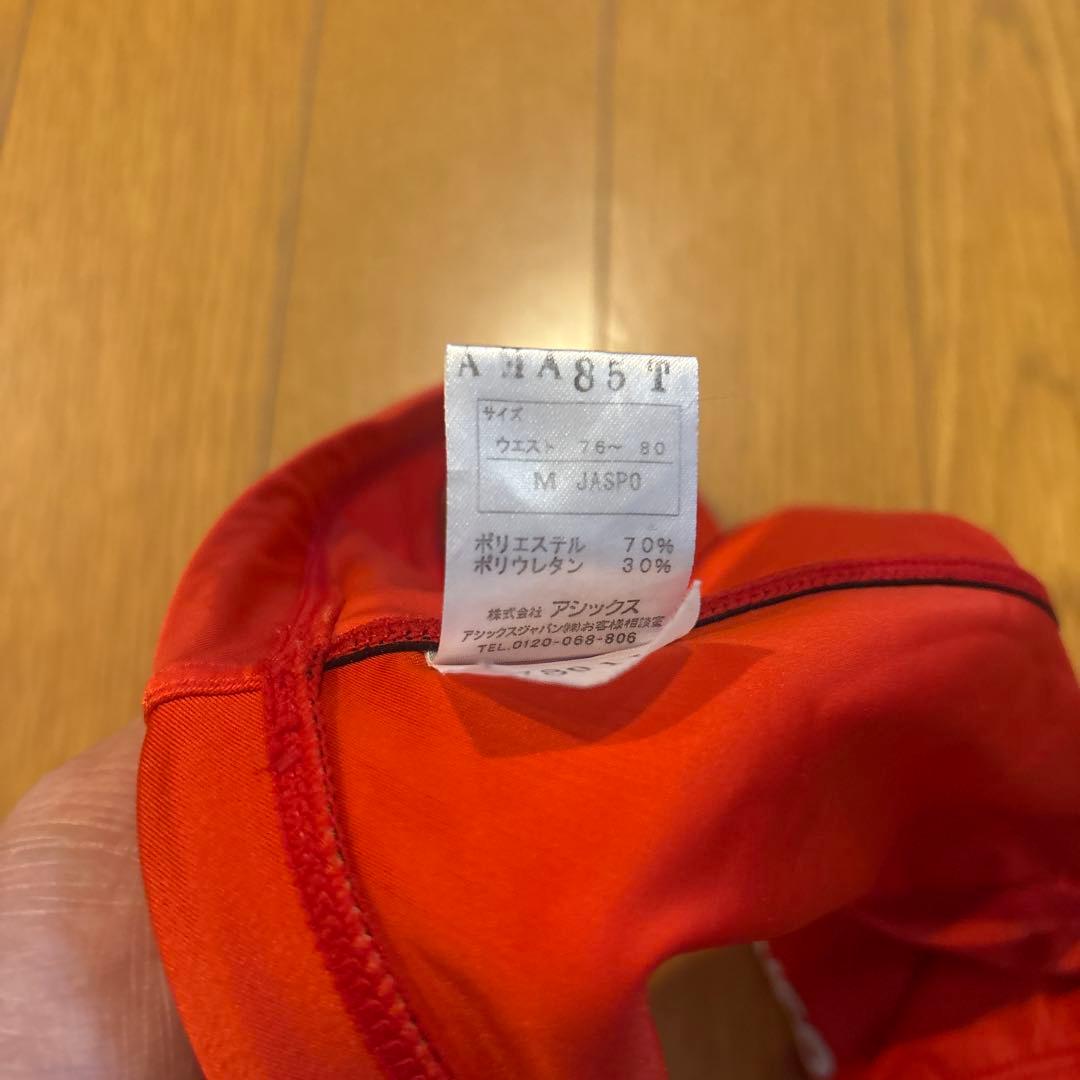 AMA85T
サイズ
ウエスト 76～ 80
M JASPO
ポリエステル 70%
ポリウレタン 30%
株式会社 アシックス
アシックスジャパン(株)お客様相談室
TEL.0120-068-806